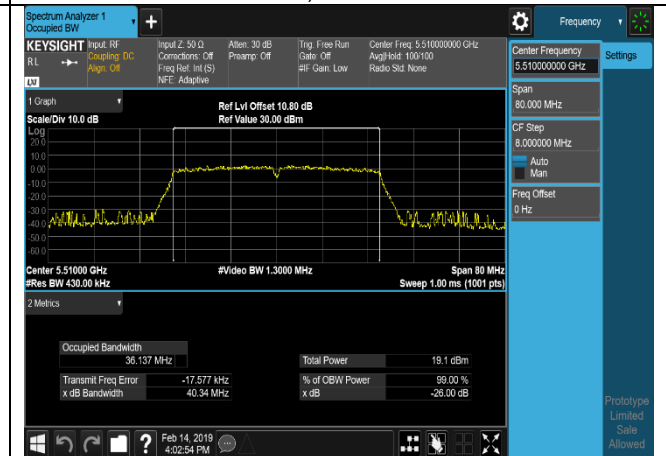 Spectrum Analyzer 1
Occupied BW
+
Frequency
KEYSIGHT
RL
LXI
Input: RF
Coupling: DC
Align: Off
Input Z: 50 Ω
Corrections: Off
Freq Ref: Int (S)
NFE: Adaptive
Atten: 30 dB
Preamp: Off
Trig: Free Run
Gate: Off
#IF Gain: Low
Center Freq: 5.510000000 GHz
Avg|Hold: 100/100
Radio Std: None
Center Frequency
5.510000000 GHz
Settings
Span
80.000 MHz
CF Step
8.000000 MHz
Auto
Man
Freq Offset
0 Hz
1 Graph
Scale/Div 10.0 dB
Ref Lvl Offset 10.80 dB
Ref Value 30.00 dBm
Log
20.0
10.0
0.00
-10.0
-20.0
-30.0
-40.0
-50.0
-60.0
Center 5.51000 GHz
#Res BW 430.00 kHz
#Video BW 1.3000 MHz
Span 80 MHz
Sweep 1.00 ms (1001 pts)
2 Metrics
Occupied Bandwidth
36.137 MHz
Total Power 19.1 dBm
Transmit Freq Error -17.577 kHz
% of OBW Power 99.00 %
x dB Bandwidth 40.34 MHz
x dB -26.00 dB
Prototype
Limited
Sale
Allowed
?
Feb 14, 2019
4:02:54 PM